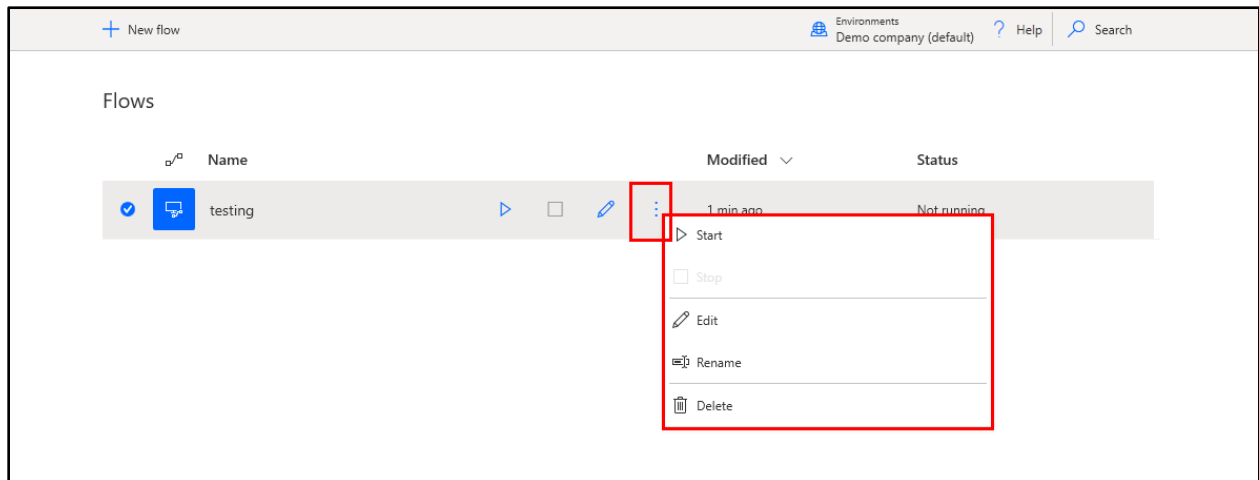 New flow
Environments
Demo company (default)
? Help
Search
Flows
Name Modified Status
testing 1 min ago Not running
Start
Stop
Edit
Rename
Delete